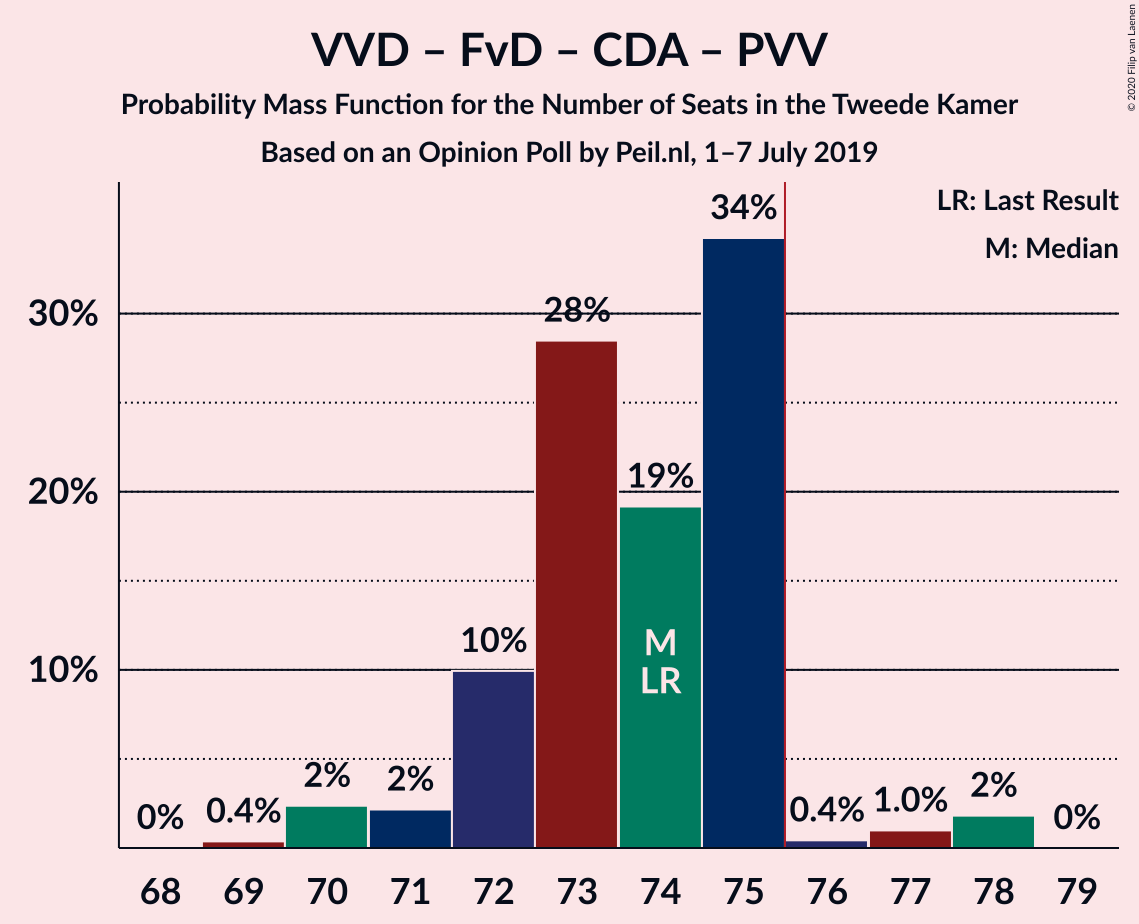 VVD – FvD – CDA – PVV
Probability Mass Function for the Number of Seats in the Tweede Kamer
Based on an Opinion Poll by Peil.nl, 1–7 July 2019
© 2020 Filip van Laenen
LR: Last Result
M: Median
30%
20%
10%
0%
0.4%
2%
2%
10%
28%
19%
34%
0.4%
1.0%
2%
0%
M
LR
68 69 70 71 72 73 74 75 76 77 78 79